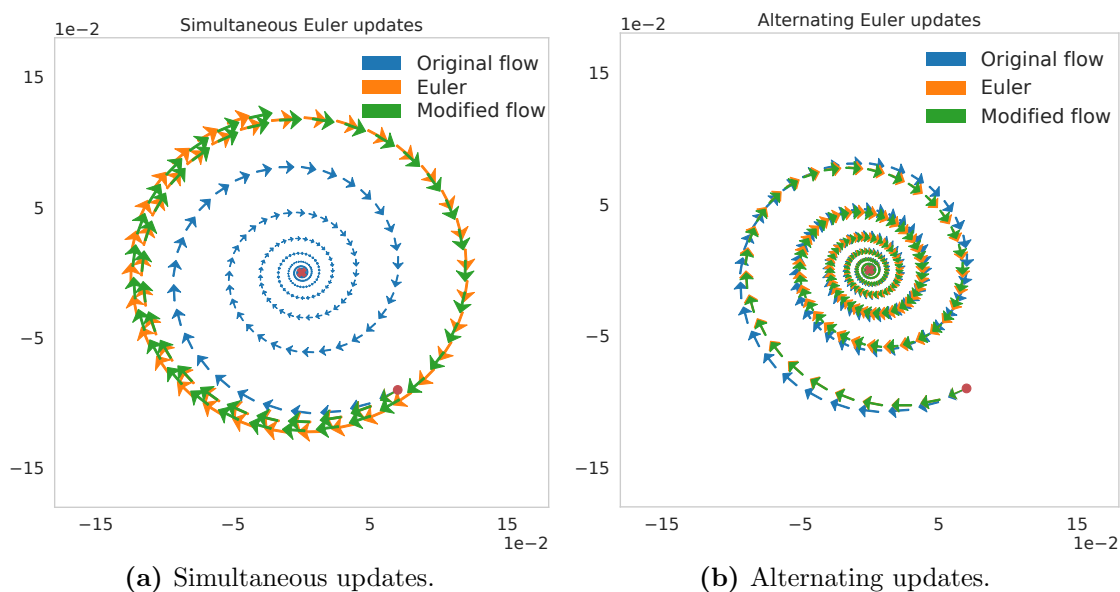 Simultaneous Euler updates
1e−2
Original flow
Euler
Modified flow
15
5
−5
−15
−15
−5
5
15
1e−2
(a) Simultaneous updates.
Alternating Euler updates
1e−2
Original flow
Euler
Modified flow
15
5
−5
−15
−15
−5
5
15
1e−2
(b) Alternating updates.